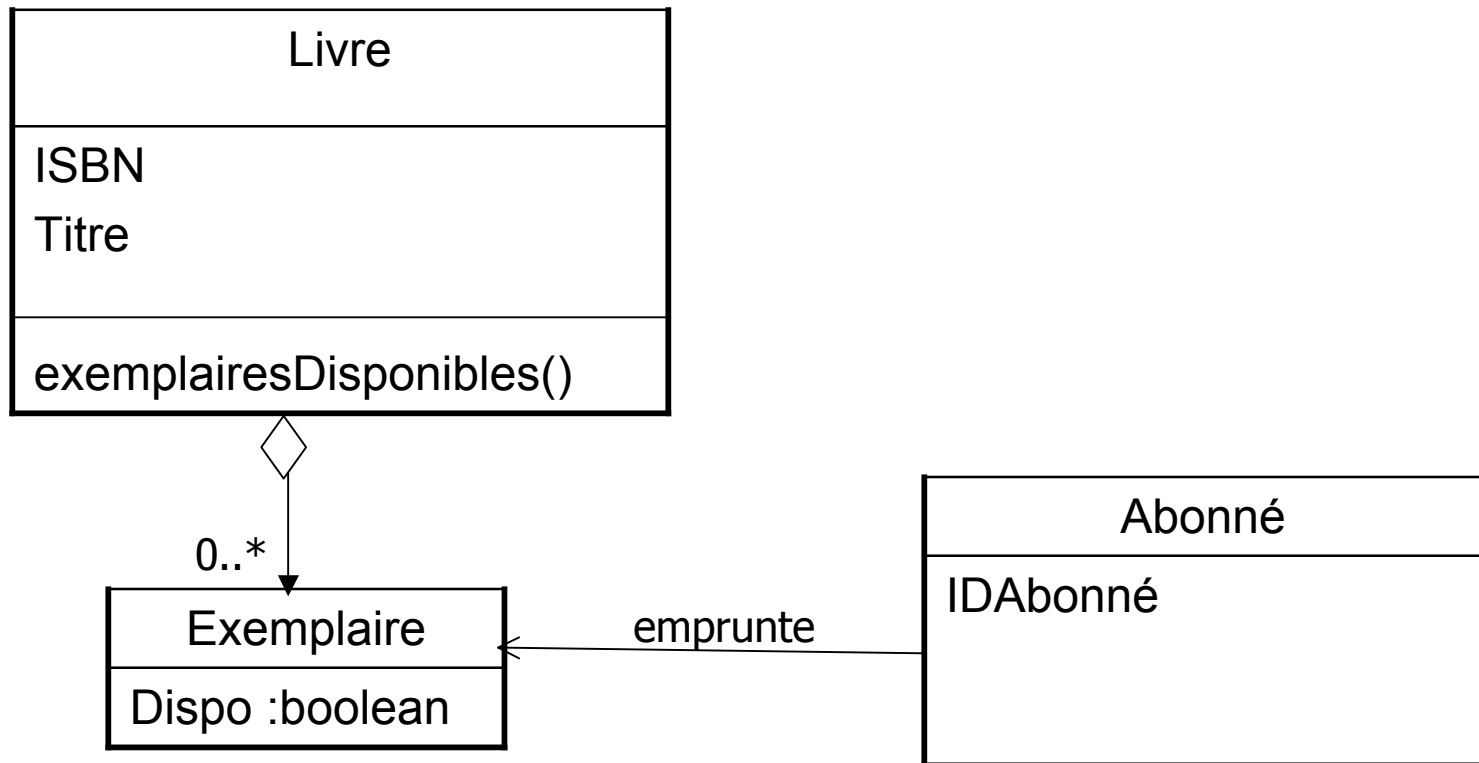 Livre
ISBN
Titre
exemplairesDisponibles()
0..*
Exemplaire
Dispo :boolean
emprunte
Abonné
IDAbonné